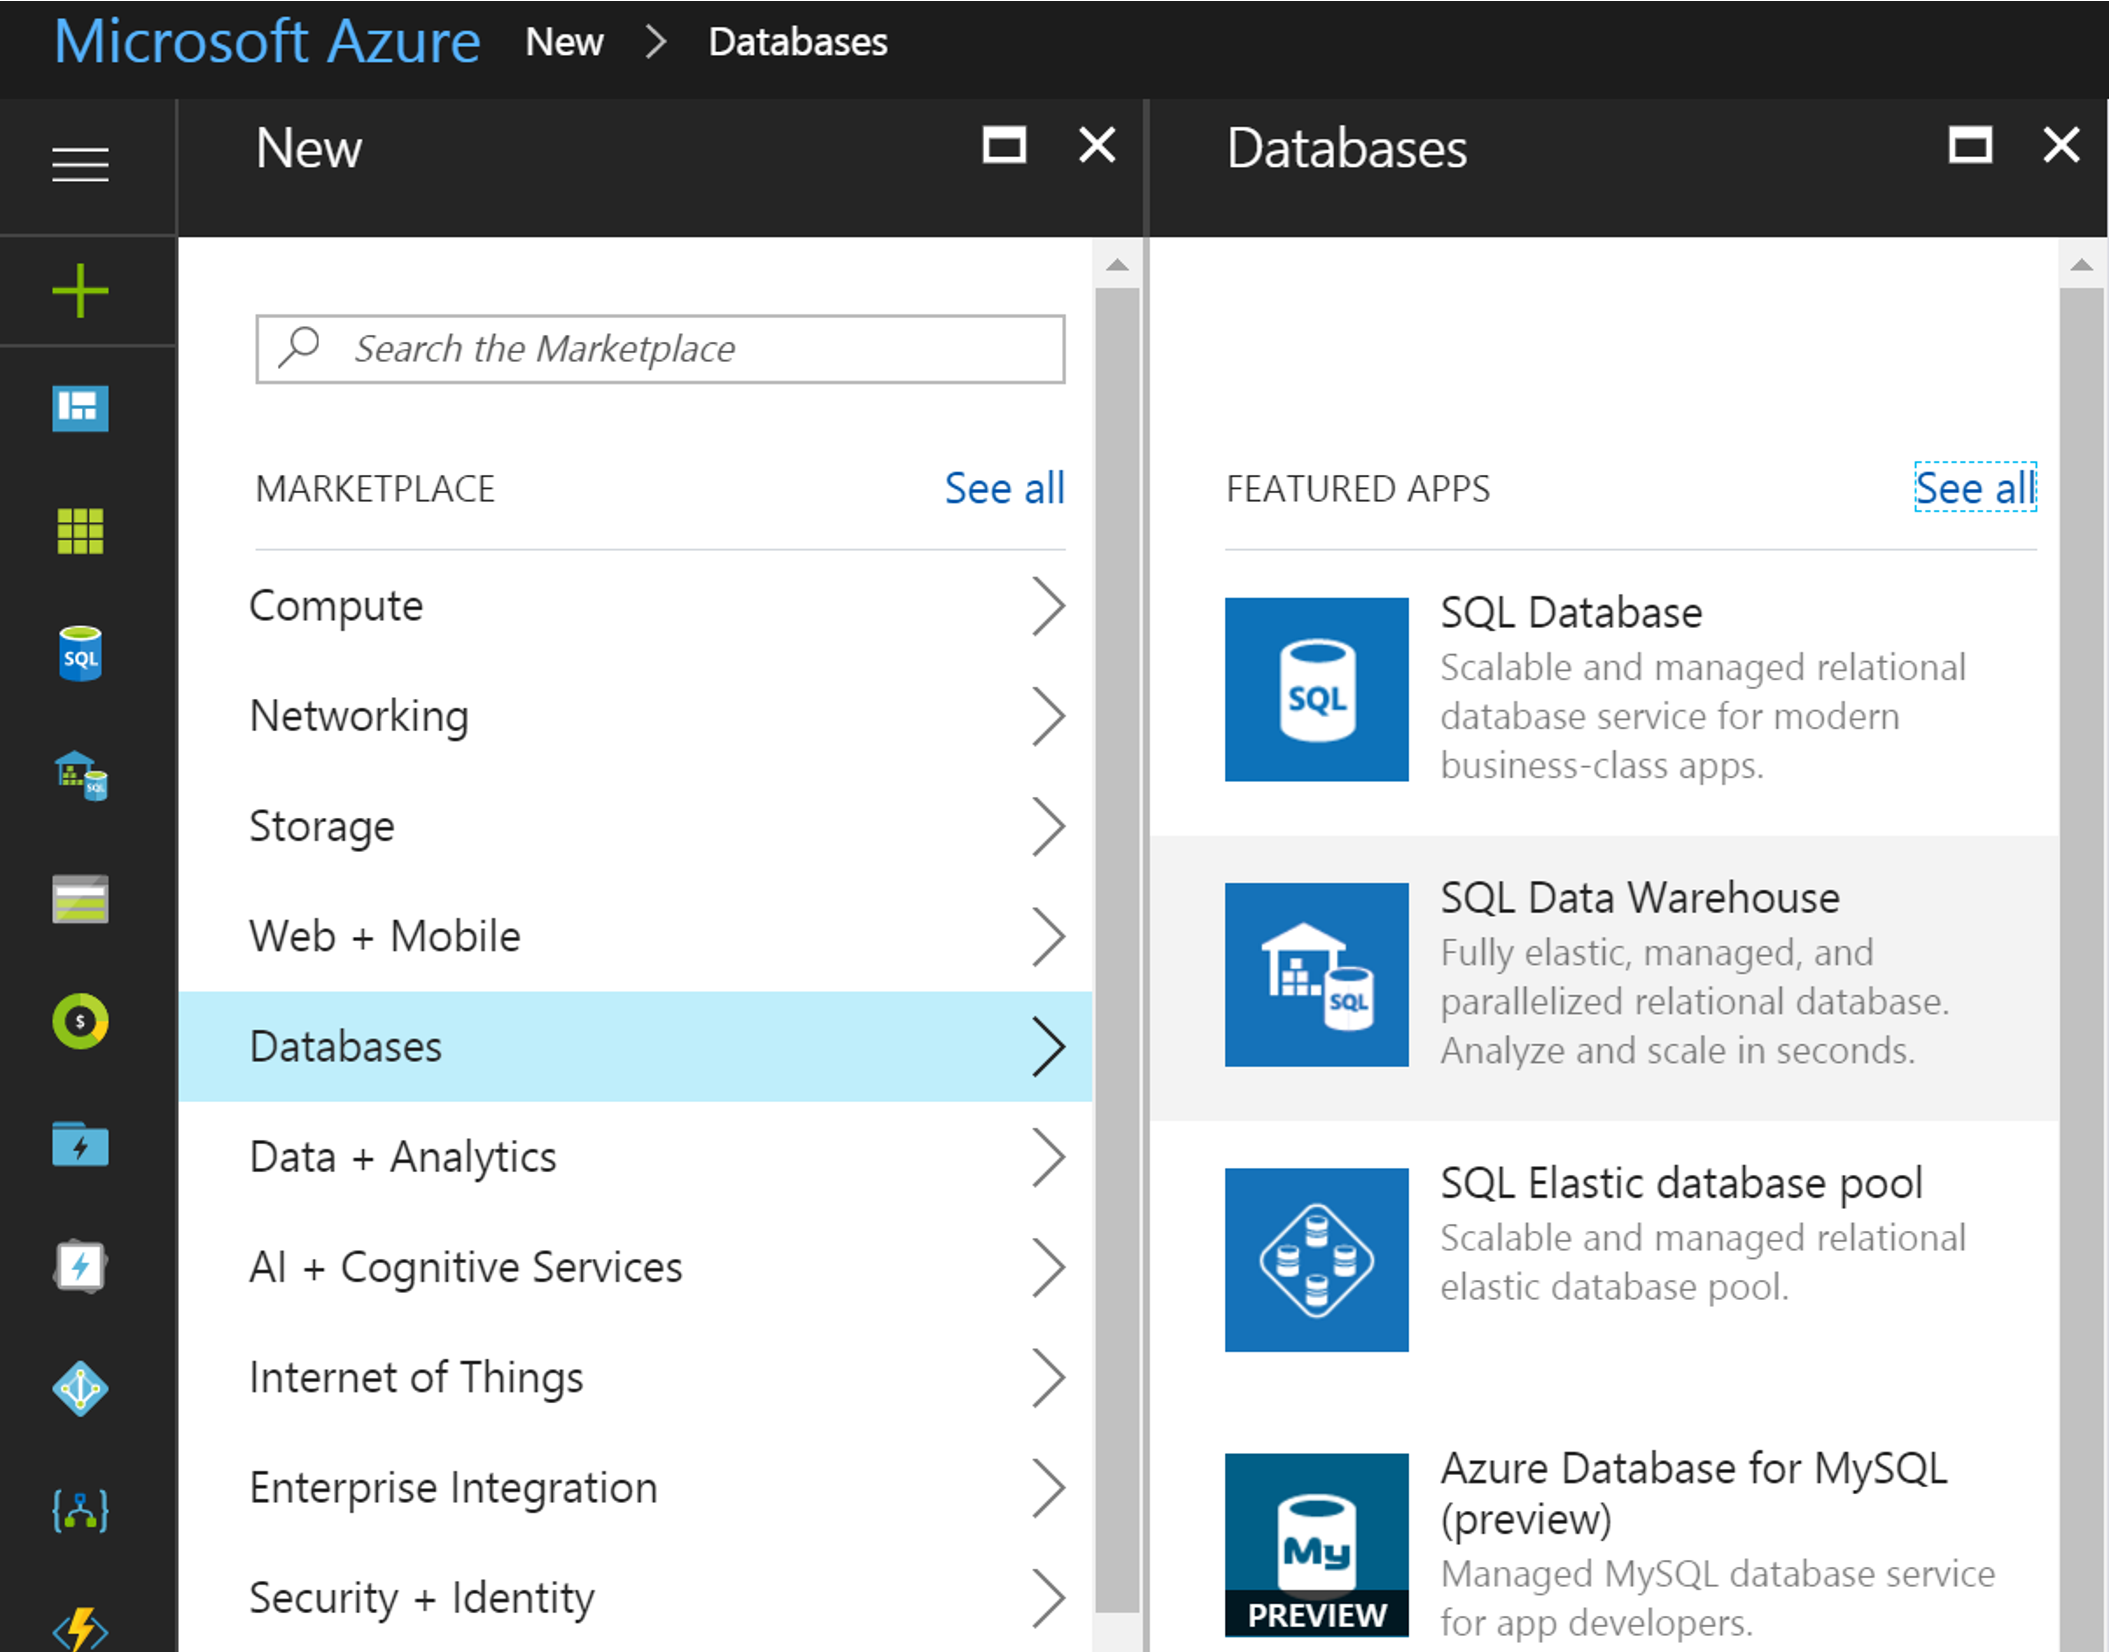 Microsoft Azure New > Databases
New
Search the Marketplace
MARKETPLACE See all
Compute
Networking
Storage
Web + Mobile
Databases
Data + Analytics
AI + Cognitive Services
Internet of Things
Enterprise Integration
Security + Identity
Databases
FEATURED APPS See all
SQL
SQL Database
Scalable and managed relational
database service for modern
business-class apps.
SQL
SQL Data Warehouse
Fully elastic, managed, and
parallelized relational database.
Analyze and scale in seconds.
SQL Elastic database pool
Scalable and managed relational
elastic database pool.
My
PREVIEW
Azure Database for MySQL
(preview)
Managed MySQL database service
for app developers.
SQL
SQL
$